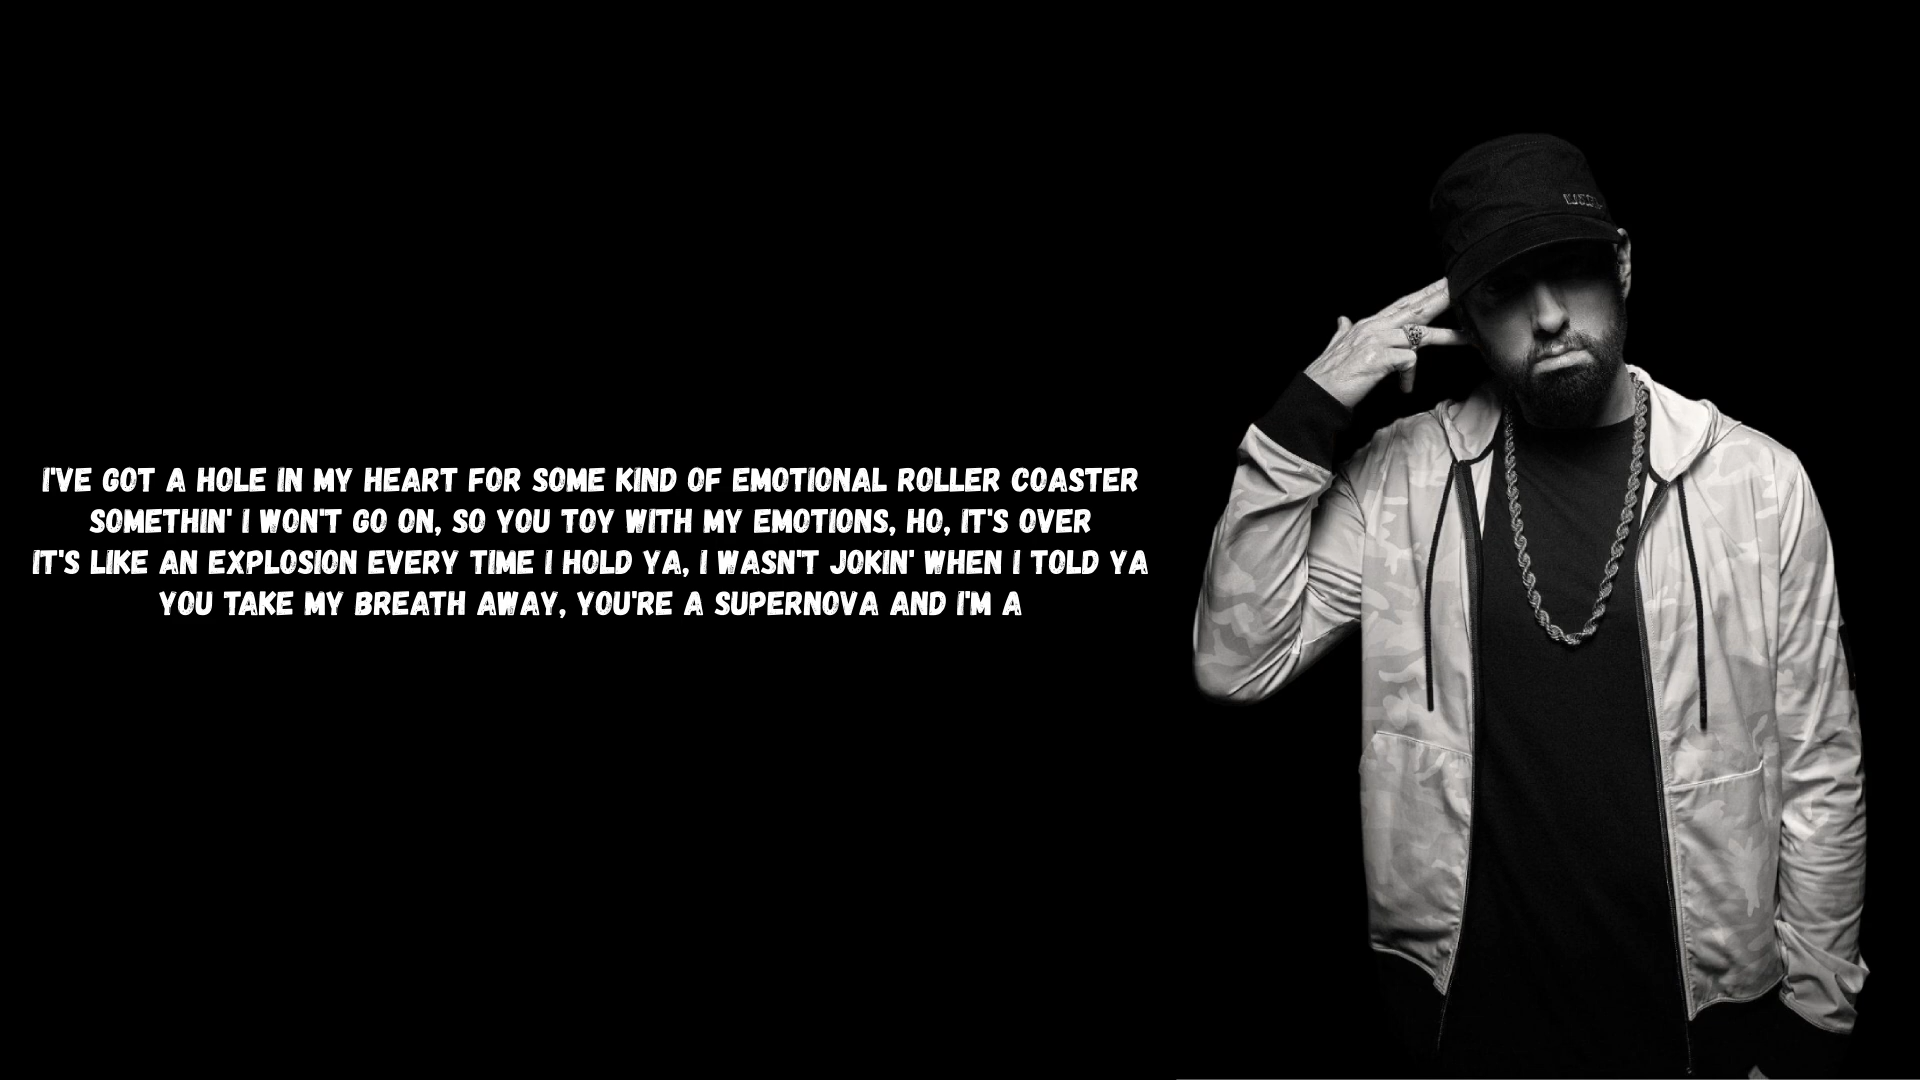 I'VE GOT A HOLE IN MY HEART FOR SOME KIND OF EMOTIONAL ROLLER COASTER
SOMETHIN' I WON'T GO ON, SO YOU TOY WITH MY EMOTIONS, HO, IT'S OVER
IT'S LIKE AN EXPLOSION EVERY TIME I HOLD YA, I WASN'T JOKIN' WHEN I TOLD YA
YOU TAKE MY BREATH AWAY, YOU'RE A SUPERNOVA AND I'M A